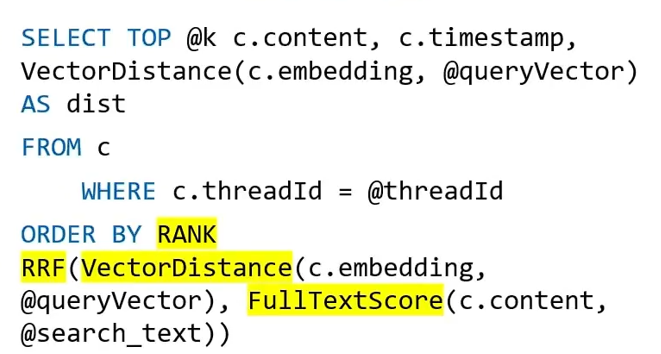 SELECT TOP @k c.content, c.timestamp,
VectorDistance(c.embedding, @queryVector)
AS dist
FROM c
WHERE c.threadId = @threadId
ORDER BY RANK
RRF(VectorDistance(c.embedding,
@queryVector), FullTextScore(c.content,
@search_text))